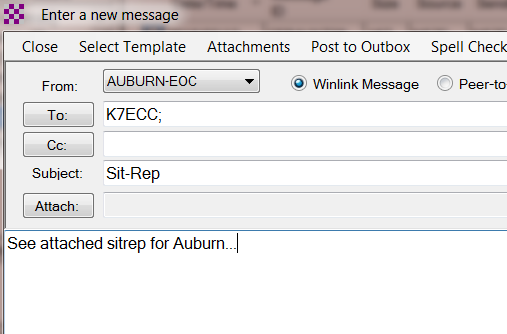 Enter a new message
Close Select Template Attachments Post to Outbox Spell Check
From: AUBURN-EOC Winlink Message Peer-to
To: K7ECC;
Cc:
Subject: Sit-Rep
Attach:
See attached sitrep for Auburn...